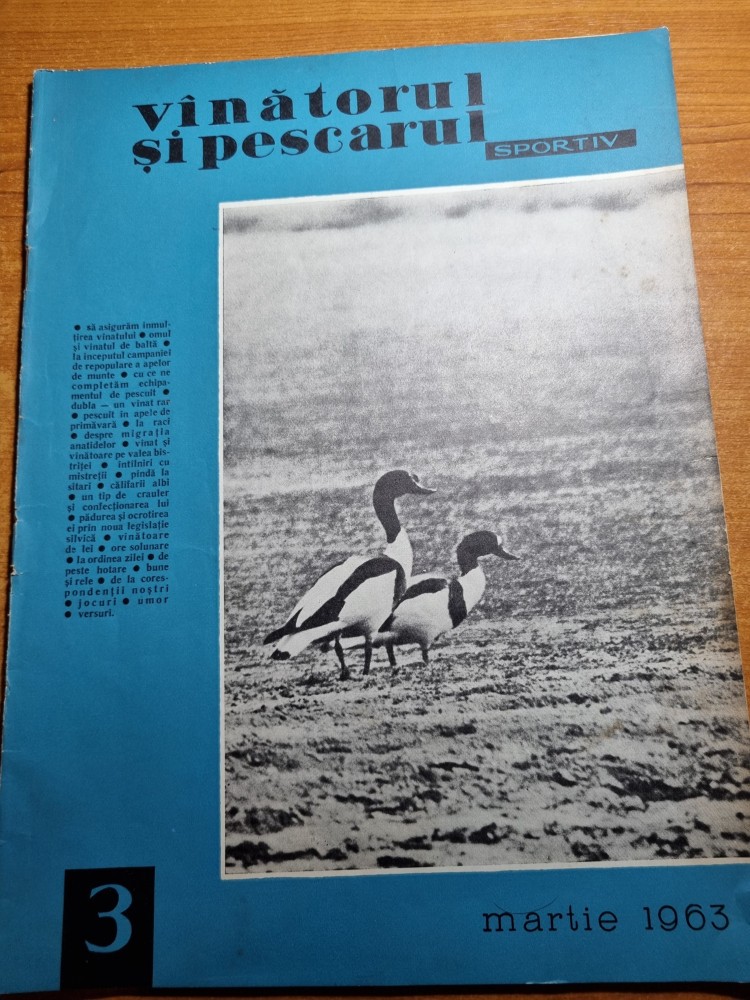 vînătorul
și pescarul
SPORTIV
● să asigurăm înmul-
țirea vînatului ● omul
și vînatul de baltă ●
la începutul campaniei
de repopulare a apelor
de munte ● cu ce ne
completăm echipa-
mentul de pescuit ●
dubla — un vînat rar
● pescuit în apele de
primăvară ● la raci
● despre migrația
anatidelor ● vînat și
vînătoare pe valea bis-
triței ● întîlniri cu
mistreții ● pîndă la
sitari ● călifarii albi
● un tip de crauler
și confecționarea lui
● pădurea și ocrotirea
ei prin noua legislație
silvică ● vînătoare
de lei ● ore solunare
● la ordinea zilei ● de
peste hotare ● bune
și rele ● de la cores-
pondenții noștri
● jocuri ● umor
● versuri.
3
martie 1963